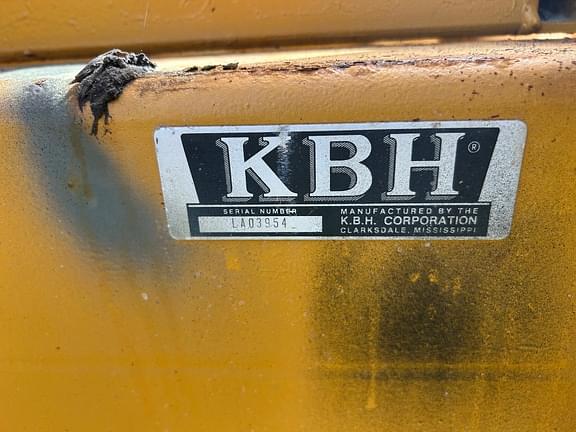 KBH ®
SERIAL NUMBER
LA03954
MANUFACTURED BY THE
K.B.H. CORPORATION
CLARKSDALE, MISSISSIPPI